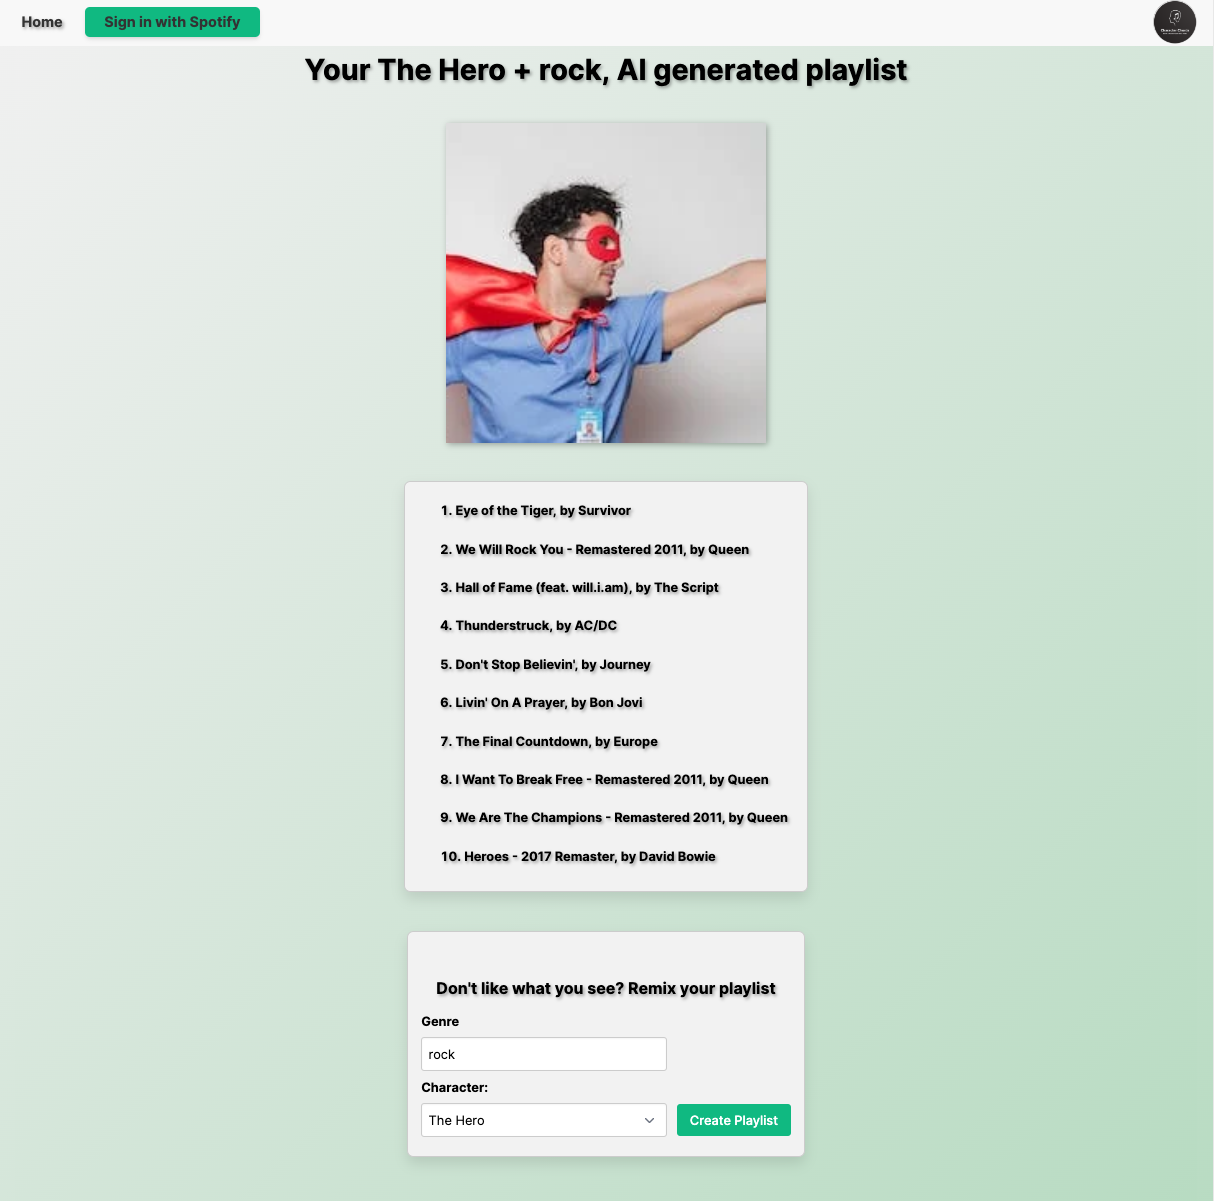 Home
Sign in with Spotify
Your The Hero + rock, AI generated playlist
1. Eye of the Tiger, by Survivor
2. We Will Rock You - Remastered 2011, by Queen
3. Hall of Fame (feat. will.i.am), by The Script
4. Thunderstruck, by AC/DC
5. Don't Stop Believin', by Journey
6. Livin' On A Prayer, by Bon Jovi
7. The Final Countdown, by Europe
8. I Want To Break Free - Remastered 2011, by Queen
9. We Are The Champions - Remastered 2011, by Queen
10. Heroes - 2017 Remaster, by David Bowie
Don't like what you see? Remix your playlist
Genre
rock
Character:
The Hero
Create Playlist